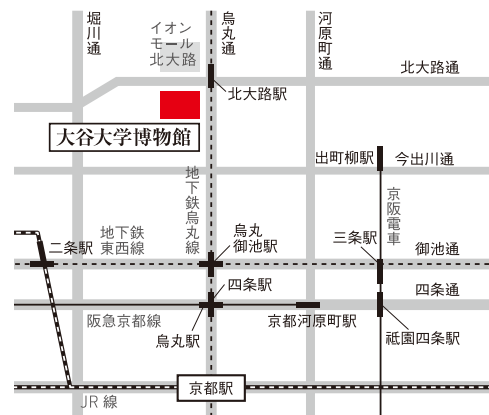 堀川通
イオンモール
北大路
烏丸通
河原町通
北大路通
北大路駅
大谷大学博物館
出町柳駅
今出川通
地下鉄烏丸線
京阪電車
地下鉄
東西線
二条駅
烏丸
御池駅
三条駅
御池通
四条駅
四条通
阪急京都線
烏丸駅
京都河原町駅
祇園四条駅
京都駅
JR 線